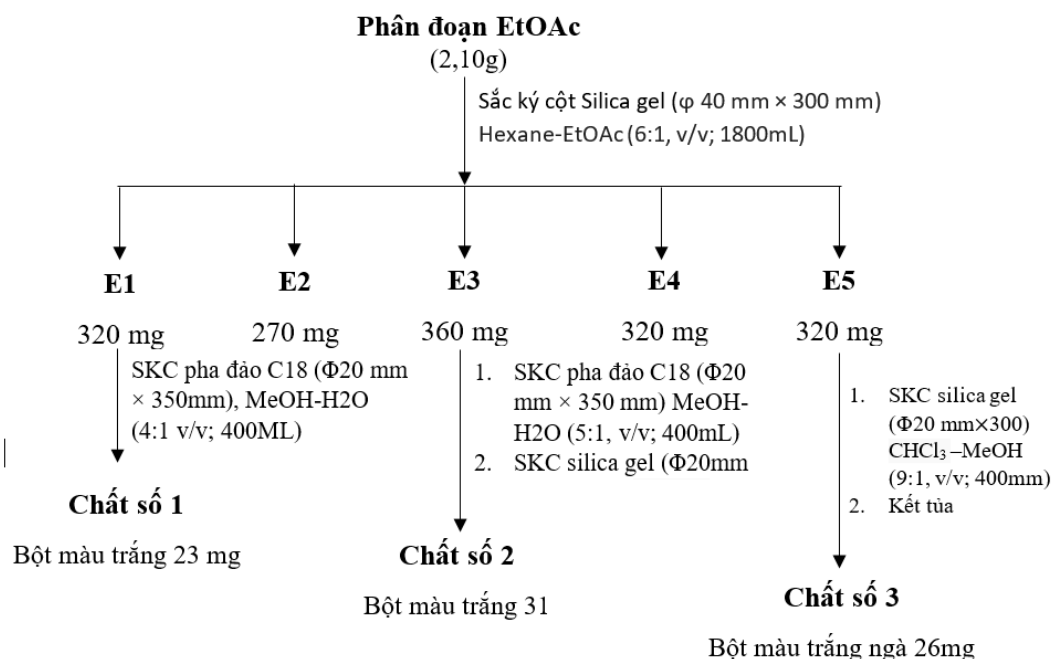 Phân đoạn EtOAc
(2,10g)
Sắc ký cột Silica gel (φ 40 mm × 300 mm)
Hexane-EtOAc (6:1, v/v; 1800mL)
E1
E2
E3
E4
E5
320 mg
270 mg
360 mg
320 mg
320 mg
SKC pha đảo C18 (Φ20 mm
× 350mm), MeOH-H2O
(4:1 v/v; 400ML)
1. SKC pha đảo C18 (Φ20
mm × 350 mm) MeOH-
H2O (5:1, v/v; 400mL)
2. SKC silica gel (Φ20mm
1. SKC silica gel
(Φ20 mm×300)
CHCl₃ –MeOH
(9:1, v/v; 400mm)
2. Kết tủa
Chất số 1
Bột màu trắng 23 mg
Chất số 2
Bột màu trắng 31
Chất số 3
Bột màu trắng ngà 26mg